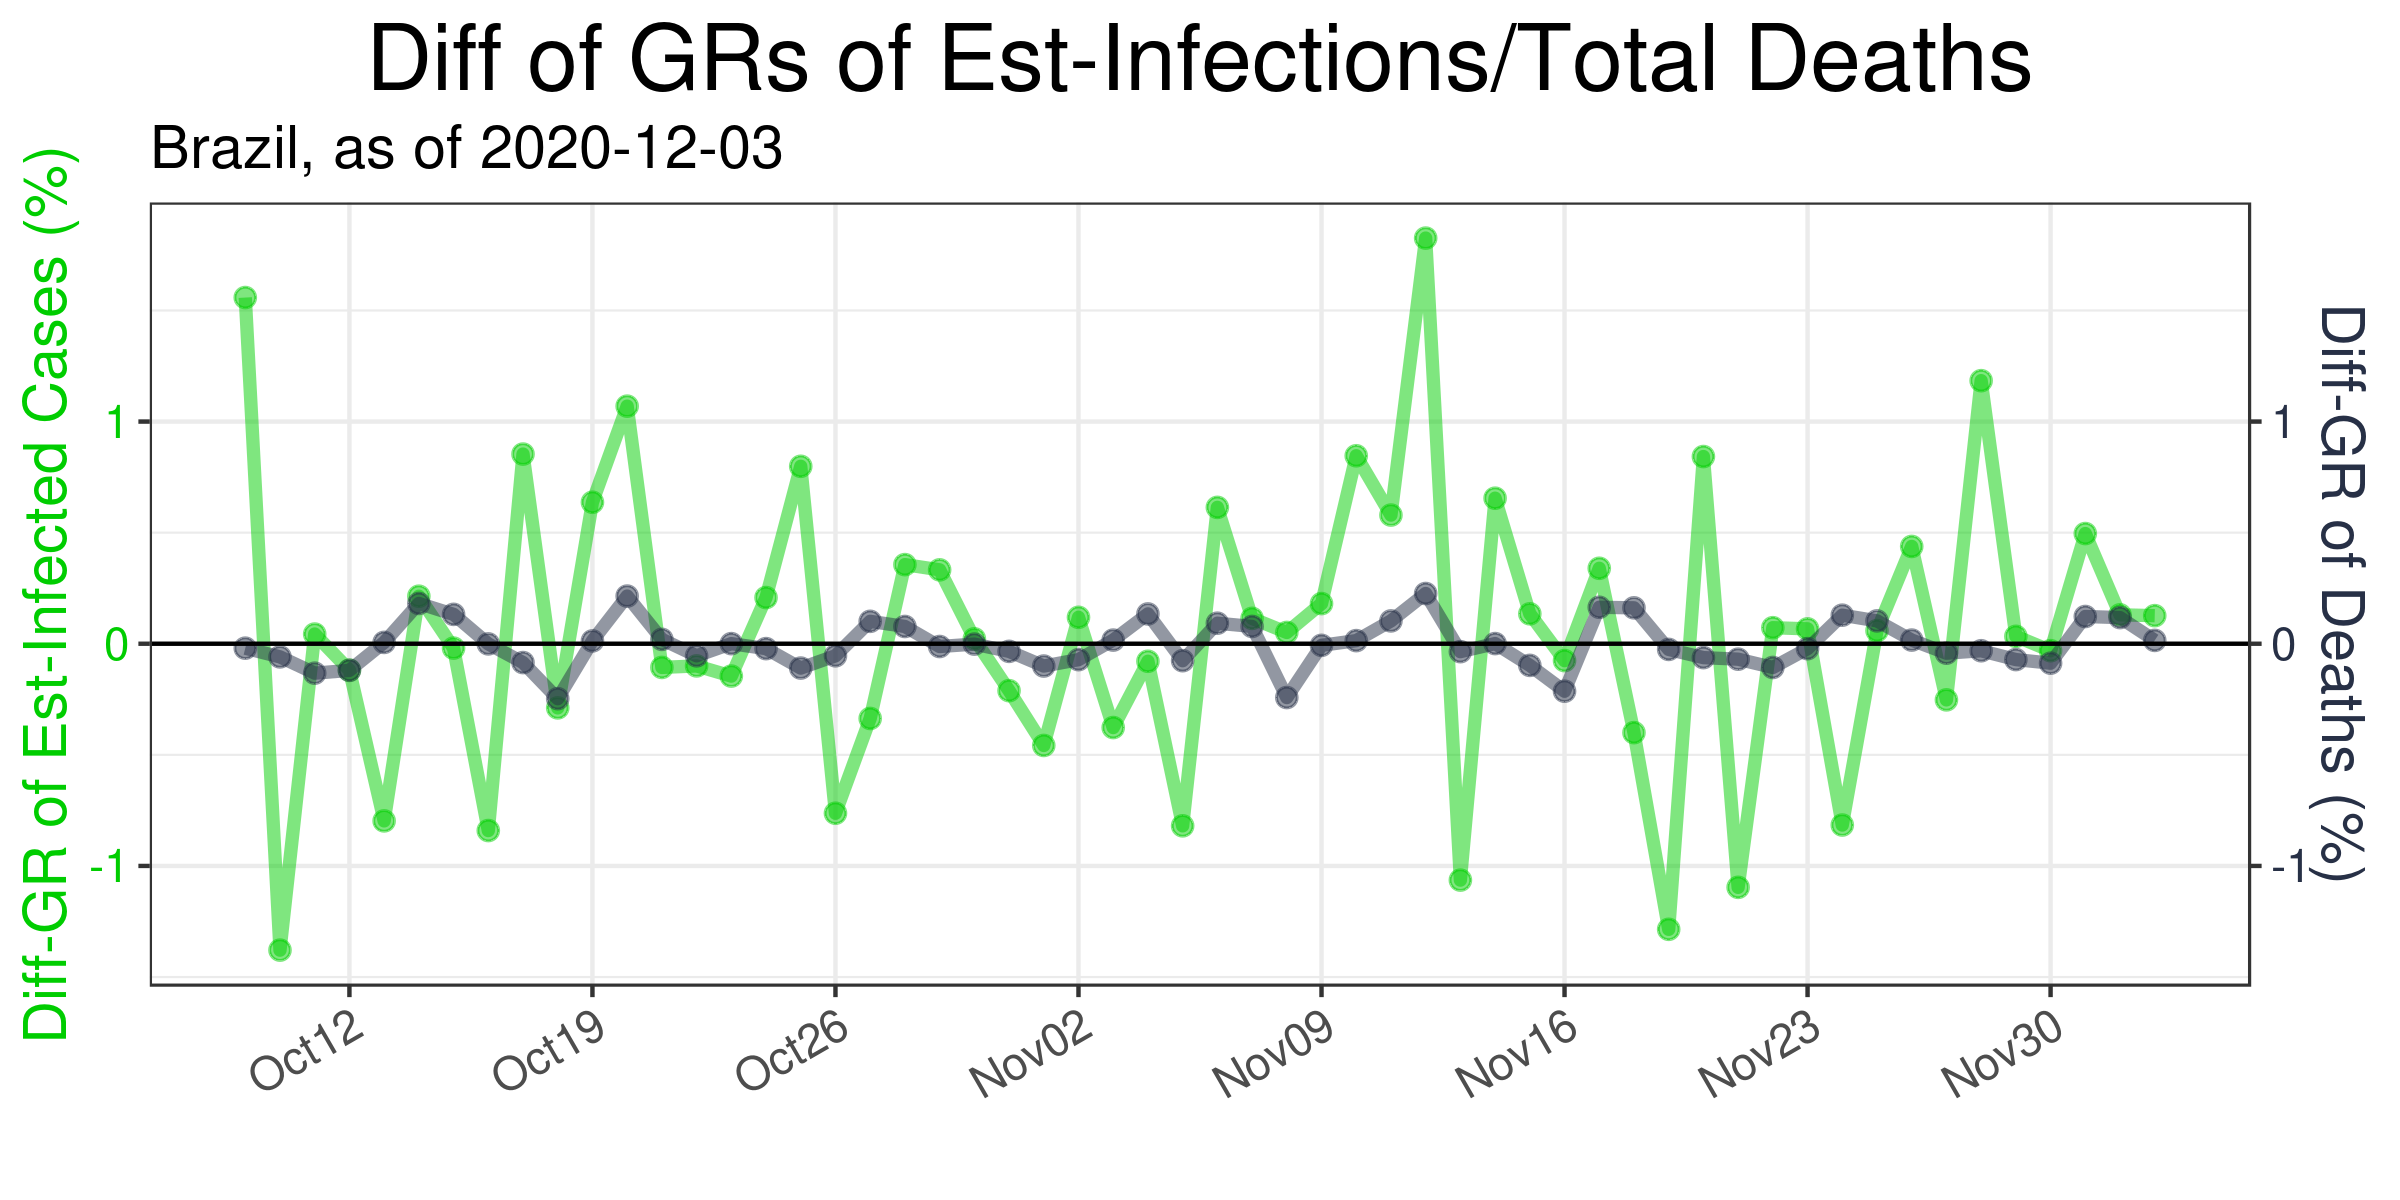 Diff of GRs of Est-Infections/Total Deaths
Brazil, as of 2020-12-03
Diff-GR of Est-Infected Cases (%)
1
0
-1
1
0
-1
Diff-GR of Deaths (%)
Oct12
Oct19
Oct26
Nov02
Nov09
Nov16
Nov23
Nov30